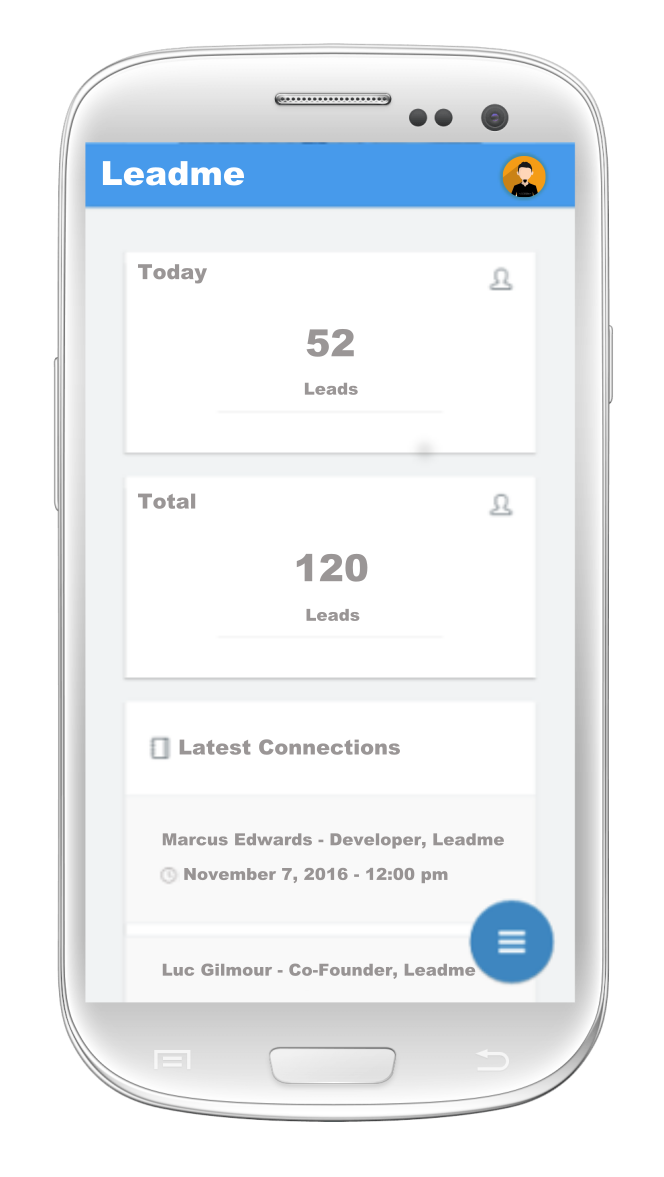 Leadme
Today
52
Leads
Total
120
Leads
Latest Connections
Marcus Edwards - Developer, Leadme
November 7, 2016 - 12:00 pm
Luc Gilmour - Co-Founder, Leadme